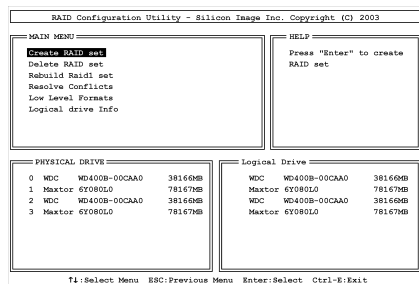 RAID Configuration Utility - Silicon Image Inc. Copyright (C) 2003
MAIN MENU
Create RAID set
Delete RAID set
Rebuild Raid1 set
Resolve Conflicts
Low Level Formats
Logical drive Info
HELP
Press "Enter" to create
RAID set
PHYSICAL DRIVE
0 WDC WD400B-00CAA0 38166MB
1 Maxtor 6Y080L0 78167MB
2 WDC WD400B-00CAA0 38166MB
3 Maxtor 6Y080L0 78167MB
Logical Drive
WDC WD400B-00CAA0 38166MB
Maxtor 6Y080L0 78167MB
WDC WD400B-00CAA0 38166MB
Maxtor 6Y080L0 78167MB
↑↓:Select Menu ESC:Previous Menu Enter:Select Ctrl-E:Exit